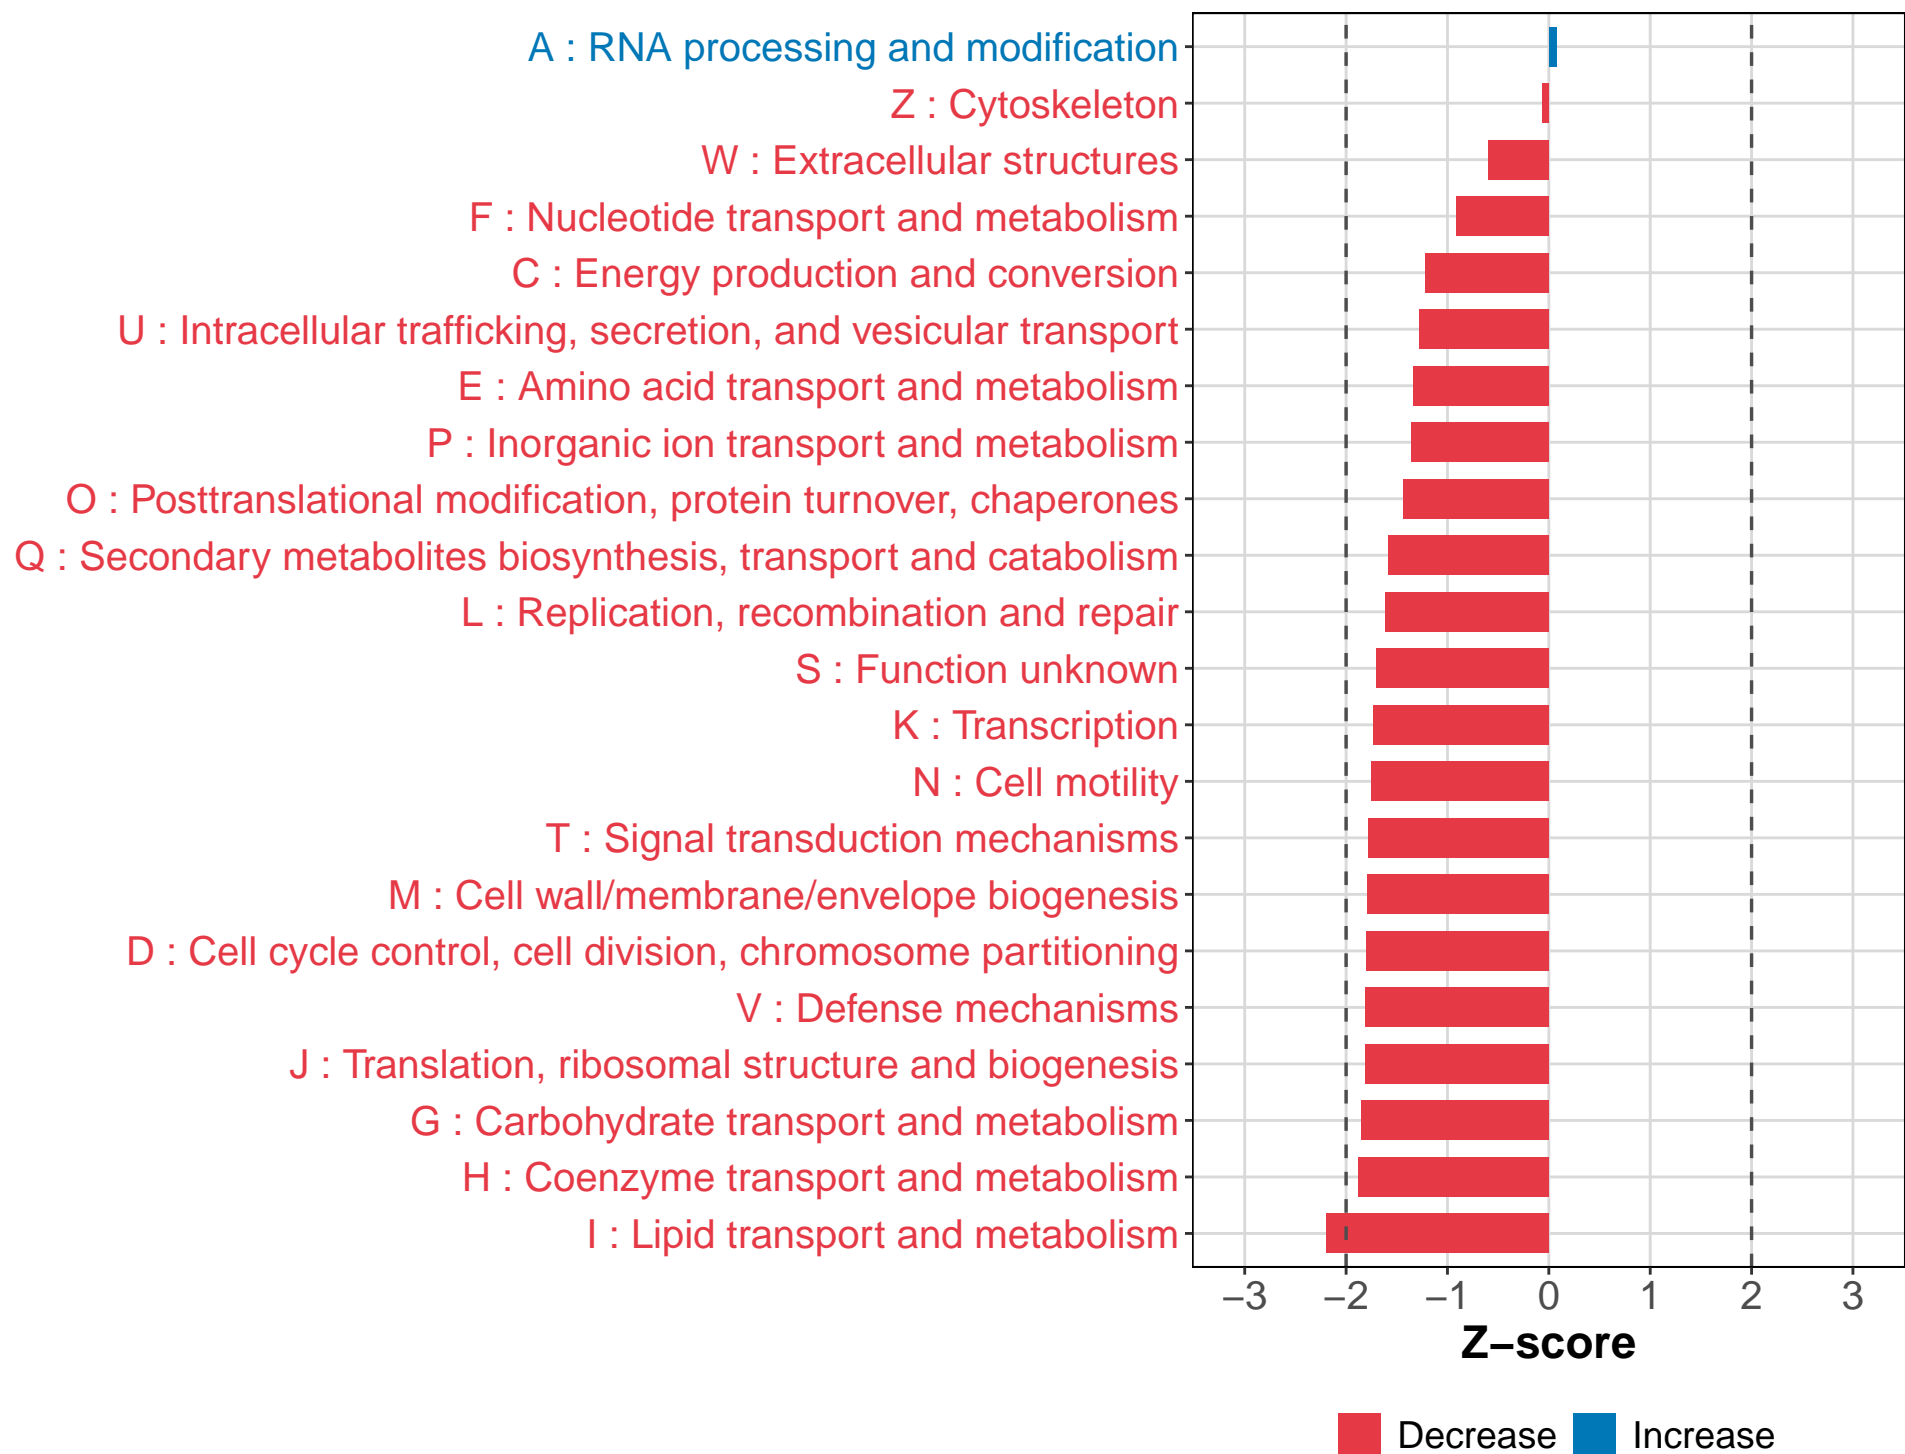 A : RNA processing and modification
Z : Cytoskeleton
W : Extracellular structures
F : Nucleotide transport and metabolism
C : Energy production and conversion
U : Intracellular trafficking, secretion, and vesicular transport
E : Amino acid transport and metabolism
P : Inorganic ion transport and metabolism
O : Posttranslational modification, protein turnover, chaperones
Q : Secondary metabolites biosynthesis, transport and catabolism
L : Replication, recombination and repair
S : Function unknown
K : Transcription
N : Cell motility
T : Signal transduction mechanisms
M : Cell wall/membrane/envelope biogenesis
D : Cell cycle control, cell division, chromosome partitioning
V : Defense mechanisms
J : Translation, ribosomal structure and biogenesis
G : Carbohydrate transport and metabolism
H : Coenzyme transport and metabolism
I : Lipid transport and metabolism
−3 −2 −1 0 1 2 3
Z−score
Decrease Increase